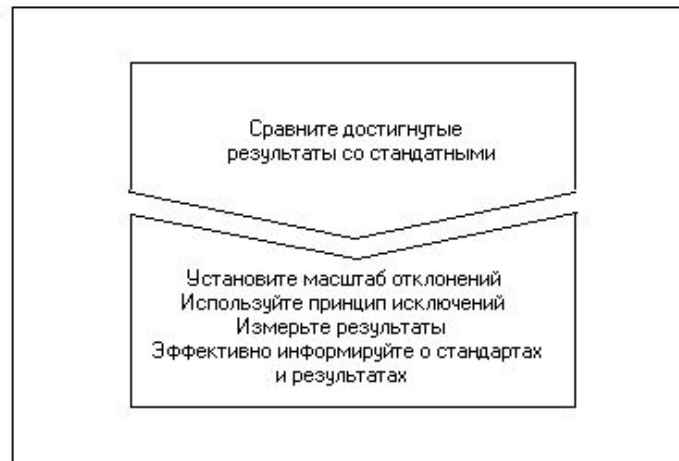 Сравните достигнутые
результаты со стандатными
Установите масштаб отклонений
Используйте принцип исключений
Измерьте результаты
Эффективно информируйте о стандартах
и результатах